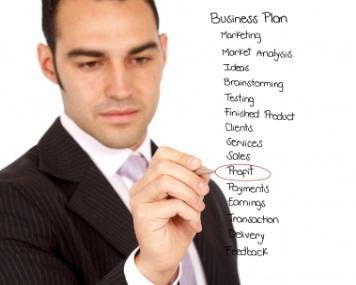 Business Plan
Marketing
Market Analysis
Ideas
Brainstorming
Testing
Finished Product
Clients
Services
Sales
Profit
Payments
Earnings
Transaction
Delivery
Feedback